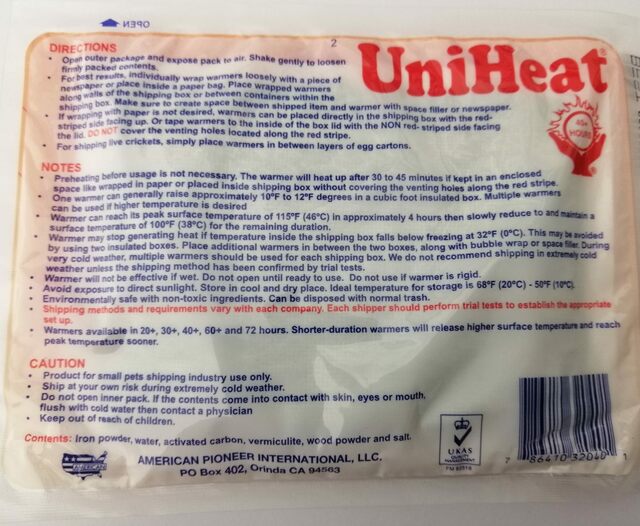 OPEN
2
UniHeat®
40+
HOURS
®
DIRECTIONS
• Open outer package and expose pack to air. Shake gently to loosen
firmly packed contents.
• For best results, individually wrap warmers loosely with a piece of
newspaper or place inside a paper bag. Place wrapped warmers
along walls of the shipping box or between containers within the
shipping box. Make sure to create space between shipped item and warmer with space filler or newspaper.
• If wrapping with paper is not desired, warmers can be placed directly in the shipping box with the red-
striped side facing up. Or tape warmers to the inside of the box lid with the NON red- striped side facing
the lid. DO NOT cover the venting holes located along the red stripe.
• For shipping live crickets, simply place warmers in between layers of egg cartons.
NOTES
• Preheating before usage is not necessary. The warmer will heat up after 30 to 45 minutes if kept in an enclosed
space like wrapped in paper or placed inside shipping box without covering the venting holes along the red stripe.
• One warmer can generally raise approximately 10°F to 12°F degrees in a cubic foot insulated box. Multiple warmers
can be used if higher temperature is desired
• Warmer can reach its peak surface temperature of 115°F (46°C) in approximately 4 hours then slowly reduce to and maintain a
surface temperature of 100°F (38°C) for the remaining duration.
• Warmer may stop generating heat if temperature inside the shipping box falls below freezing at 32°F (0°C). This may be avoided
by using two insulated boxes. Place additional warmers in between the two boxes, along with bubble wrap or space filler. During
very cold weather, multiple warmers should be used for each shipping box. We do not recommend shipping in extremely cold
weather unless the shipping method has been confirmed by trial tests.
• Warmer will not be effective if wet. Do not open until ready to use. Do not use if warmer is rigid.
• Avoid exposure to direct sunlight. Store in cool and dry place. Ideal temperature for storage is 68°F (20°C) - 50°F (10°C).
• Environmentally safe with non-toxic ingredients. Can be disposed with normal trash.
• Shipping methods and requirements vary with each company. Each shipper should perform trial tests to establish the appropriate
set up.
• Warmers available in 20+, 30+, 40+, 60+ and 72 hours. Shorter-duration warmers will release higher surface temperature and reach
peak temperature sooner.
CAUTION
• Product for small pets shipping industry use only.
• Ship at your own risk during extremely cold weather.
• Do not open inner pack. If the contents come into contact with skin, eyes or mouth,
flush with cold water then contact a physician
• Keep out of reach of children.
Contents: Iron powder, water, activated carbon, vermiculite, wood powder and salt.
AMERICAN
AMERICAN PIONEER INTERNATIONAL, LLC.
PO Box 402, Orinda CA 94563
UKAS
QUALITY
MANAGEMENT
7 86410 32040 1